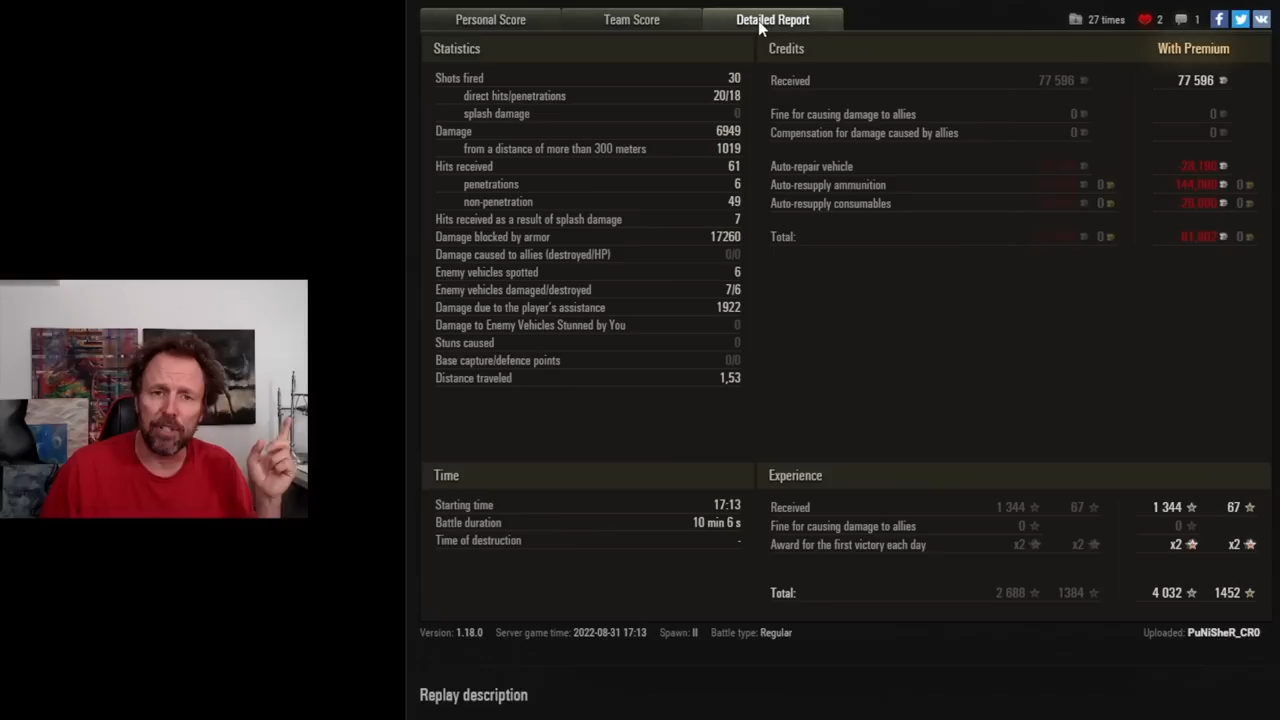 Personal Score Team Score Detailed Report 27 times 2 1
Statistics
Shots fired 30
direct hits/penetrations 20/18
splash damage 0
Damage 6949
from a distance of more than 300 meters 1019
Hits received 61
penetrations 6
non-penetration 49
Hits received as a result of splash damage 7
Damage blocked by armor 17260
Damage caused to allies (destroyed/HP) 0/0
Enemy vehicles spotted 6
Enemy vehicles damaged/destroyed 7/6
Damage due to the player's assistance 1922
Damage to Enemy Vehicles Stunned by You 0
Stuns caused 0
Base capture/defence points 0/0
Distance traveled 1,53
Credits With Premium
Received 77 596 77 596
Fine for causing damage to allies 0 0
Compensation for damage caused by allies 0 0
Auto-repair vehicle
Auto-resupply ammunition 0 0
Auto-resupply consumables 0 0
Total: 0 0
Time
Starting time 17:13
Battle duration 10 min 6 s
Time of destruction -
Experience
Received 1 344 67 1 344 67
Fine for causing damage to allies 0 0
Award for the first victory each day x2 x2 x2 x2
Total: 2 688 1384 4 032 1452
Version: 1.18.0 Server game time: 2022-08-31 17:13 Spawn: II Battle type: Regular Uploaded: PuNiSheR_CR0
Replay description